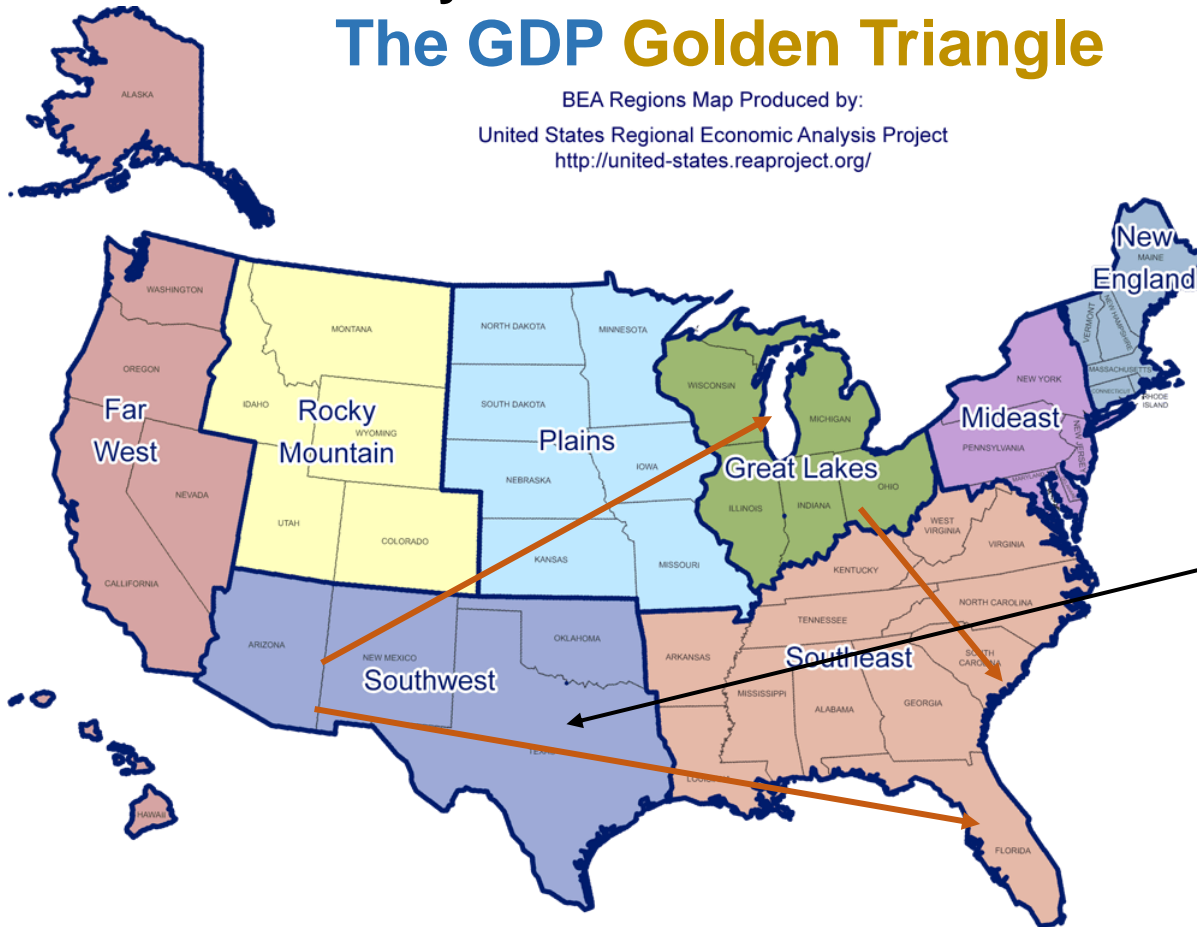 The GDP Golden Triangle
BEA Regions Map Produced by:
United States Regional Economic Analysis Project
http://united-states.reaproject.org/
ALASKA
New
England
MAINE
VERMONT
NEW HAMPSHIRE
MASSACHUSETTS
CONNECTICUT
RHODE
ISLAND
WASHINGTON
MONTANA
NORTH DAKOTA
MINNESOTA
OREGON
IDAHO
SOUTH DAKOTA
WISCONSIN
MICHIGAN
NEW YORK
Far
West
Rocky
Mountain
WYOMING
Plains
Mideast
PENNSYLVANIA
NEW JERSEY
MARYLAND
NEVADA
NEBRASKA
IOWA
Great Lakes
ILLINOIS
INDIANA
OHIO
UTAH
COLORADO
KANSAS
MISSOURI
WEST
VIRGINIA
VIRGINIA
KENTUCKY
CALLIFORNIA
NORTH CAROLINA
TENNESSEE
ARIZONA
NEW MEXICO
OKLAHOMA
ARKANSAS
Southeast
SOUTH
CAROLINA
Southwest
MISSISSIPPI
ALABAMA
GEORGIA
TEXAS
LOUISIANA
HAWAII
FLORIDA